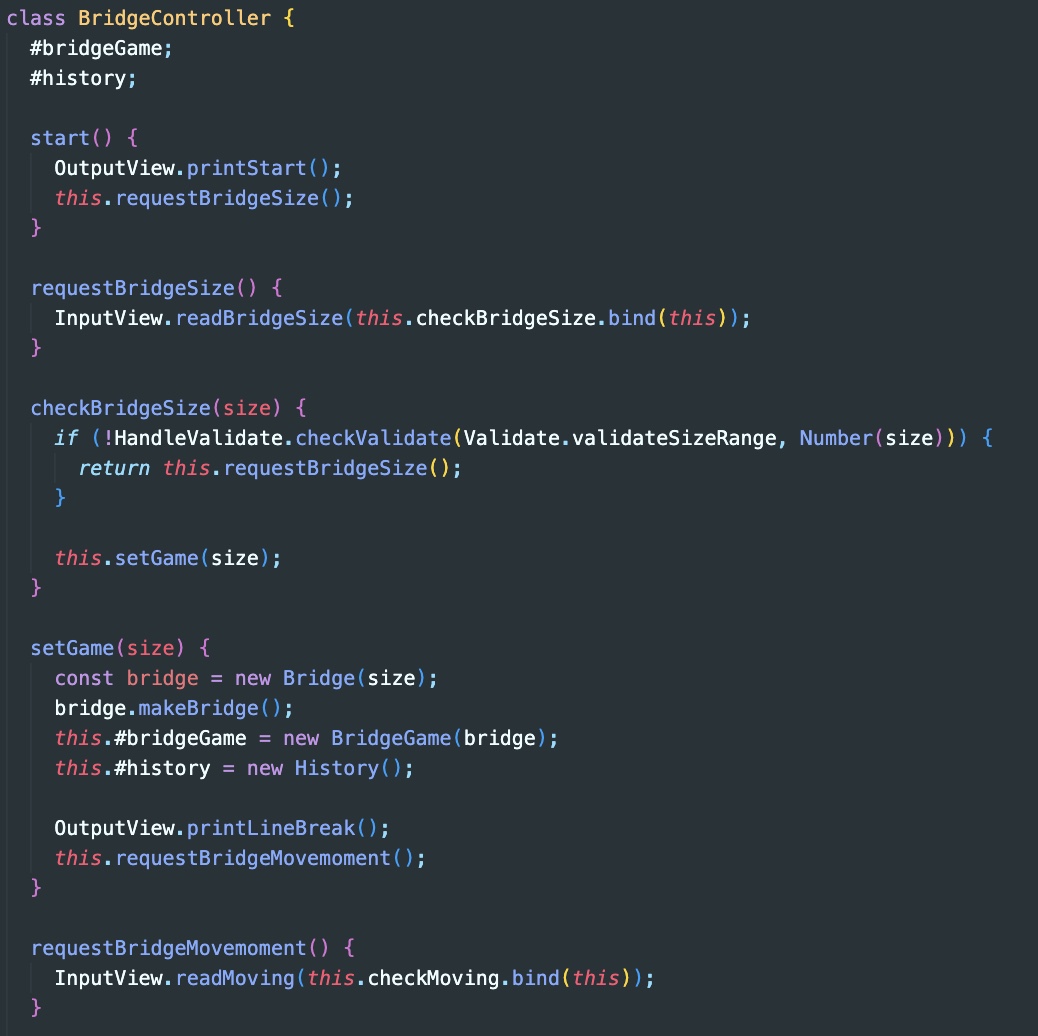 class BridgeController {
  #bridgeGame;
  #history;

  start() {
    OutputView.printStart();
    this.requestBridgeSize();
  }

  requestBridgeSize() {
    InputView.readBridgeSize(this.checkBridgeSize.bind(this));
  }

  checkBridgeSize(size) {
    if (!HandleValidate.checkValidate(Validate.validateSizeRange, Number(size))) {
      return this.requestBridgeSize();
    }

    this.setGame(size);
  }

  setGame(size) {
    const bridge = new Bridge(size);
    bridge.makeBridge();
    this.#bridgeGame = new BridgeGame(bridge);
    this.#history = new History();

    OutputView.printLineBreak();
    this.requestBridgeMovemoment();
  }

  requestBridgeMovemoment() {
    InputView.readMoving(this.checkMoving.bind(this));
  }